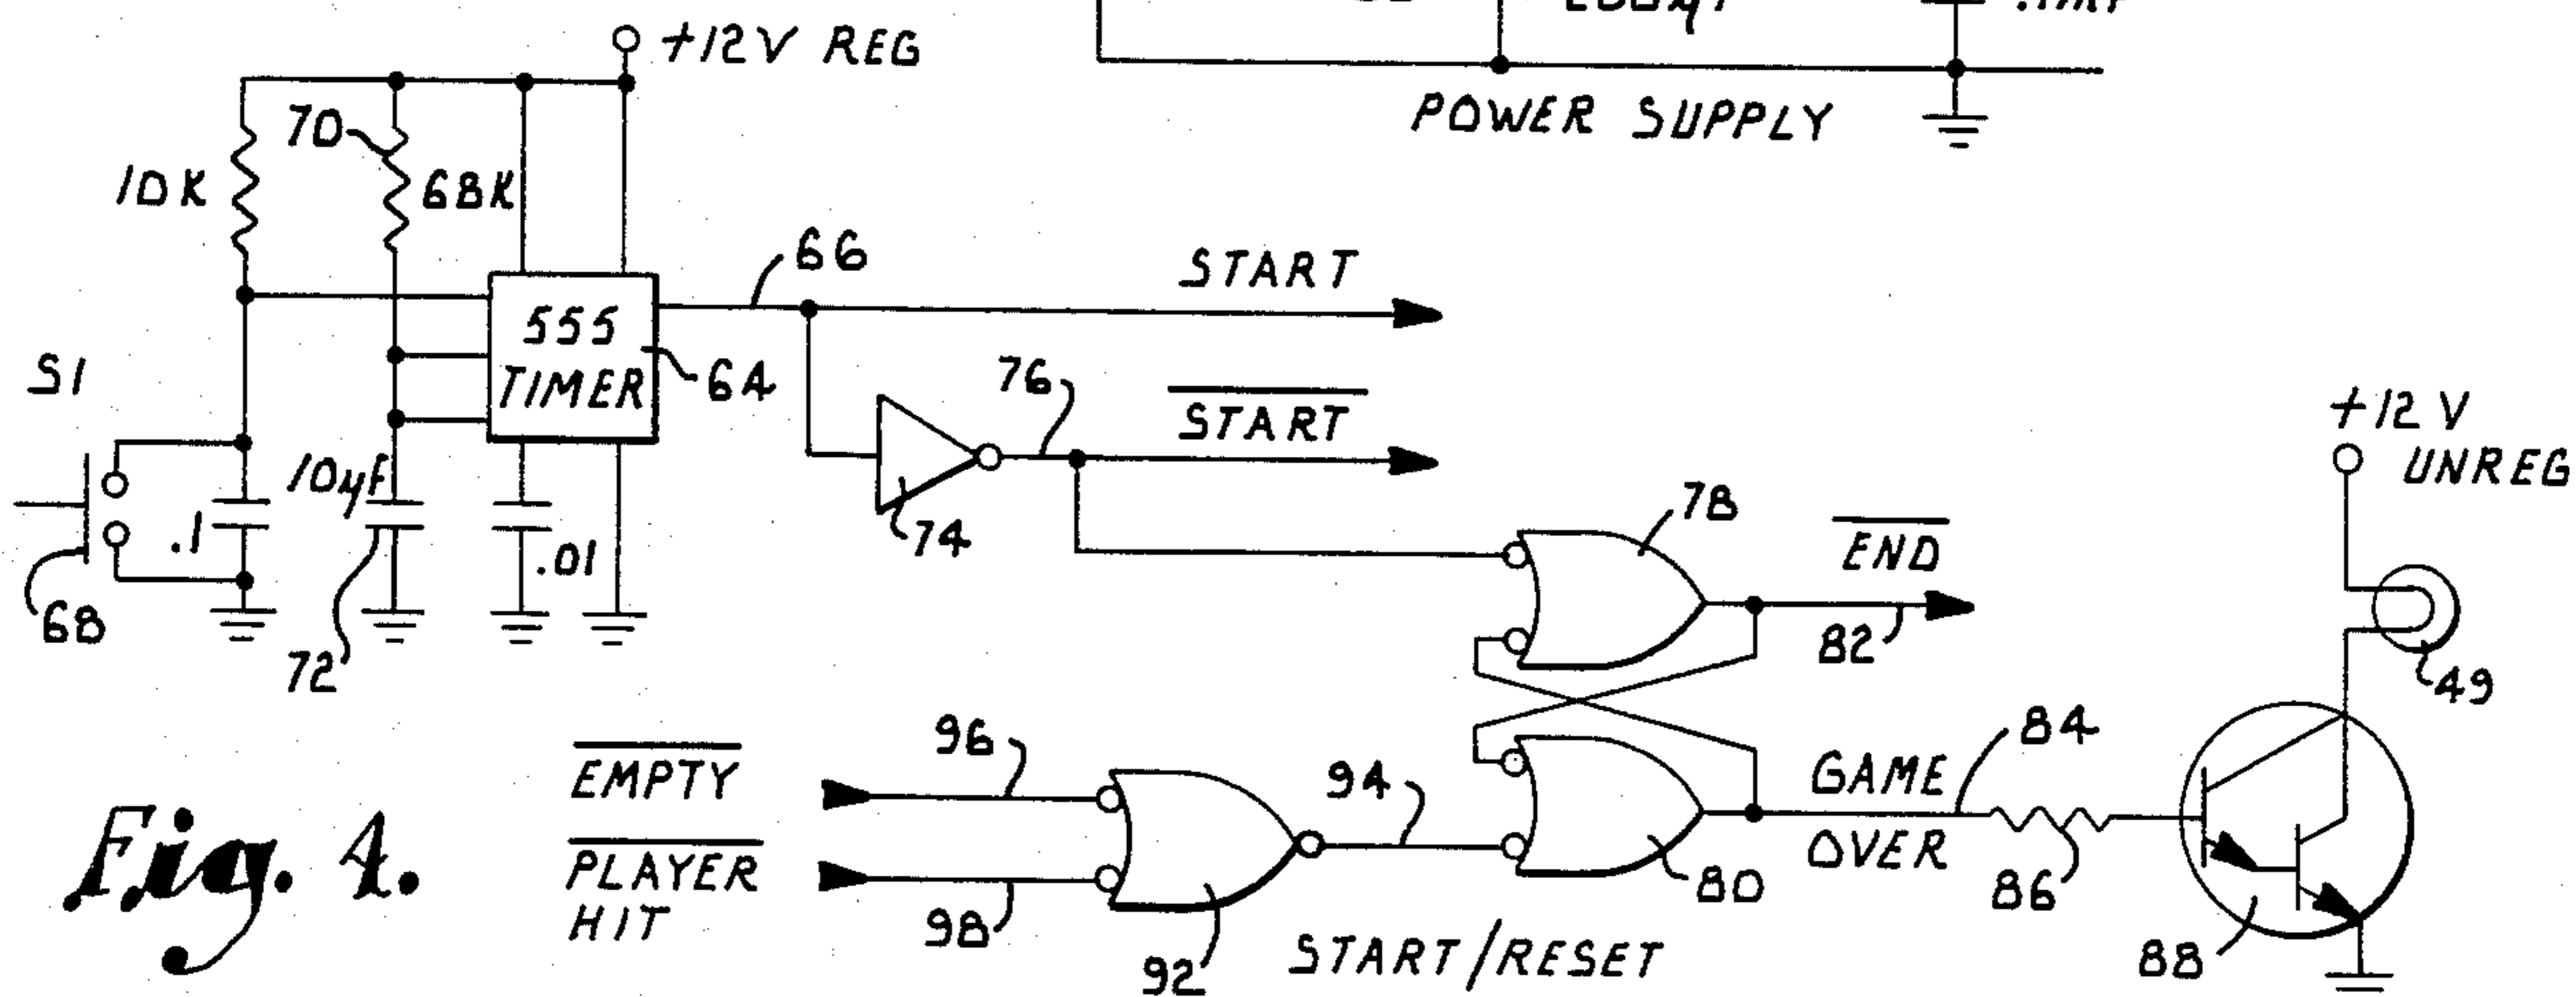 +12V REG
.1MF
POWER SUPPLY
70
10K
68K
66
START
555
TIMER
64
S1
76
START
+12 V
UNREG
10μF
.1
74
.01
78
END
68
72
82
49
96
94
84
EMPTY
GAME
OVER
PLAYER
HIT
98
92
80
86
88
START/RESET
Fig. 4.